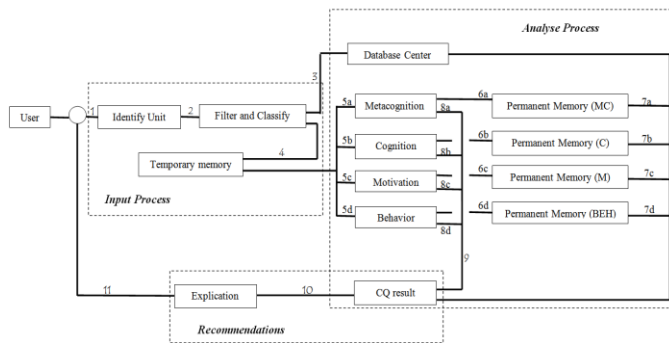 Analyse Process
3
Database Center
User
1
Identify Unit
2
Filter and Classify
4
Temporary memory
Input Process
5a
Metacognition
6a
8a
Permanent Memory (MC)
7a
5b
Cognition
6b
8b
Permanent Memory (C)
7b
5c
Motivation
6c
8c
Permanent Memory (M)
7c
5d
Behavior
6d
8d
Permanent Memory (BEH)
7d
9
11
Explication
10
CQ result
Recommendations